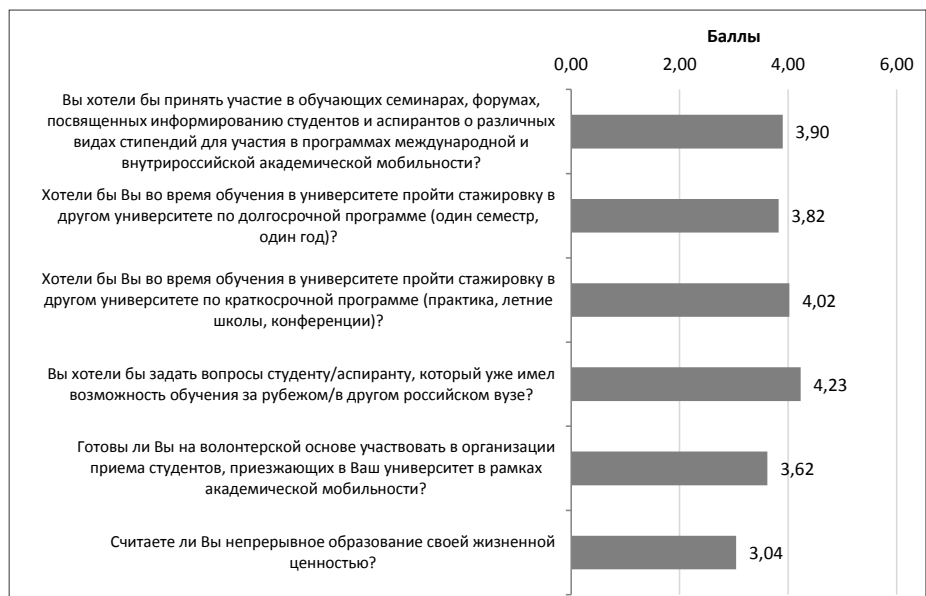 Баллы
0,00 2,00 4,00 6,00
Вы хотели бы принять участие в обучающих семинарах, форумах,
посвященных информированию студентов и аспирантов о различных
видах стипендий для участия в программах международной и
внутрироссийской академической мобильности?
3,90
Хотели бы Вы во время обучения в университете пройти стажировку в
другом университете по долгосрочной программе (один семестр,
один год)?
3,82
Хотели бы Вы во время обучения в университете пройти стажировку в
другом университете по краткосрочной программе (практика, летние
школы, конференции)?
4,02
Вы хотели бы задать вопросы студенту/аспиранту, который уже имел
возможность обучения за рубежом/в другом российском вузе?
4,23
Готовы ли Вы на волонтерской основе участвовать в организации
приема студентов, приезжающих в Ваш университет в рамках
академической мобильности?
3,62
Считаете ли Вы непрерывное образование своей жизненной
ценностью?
3,04